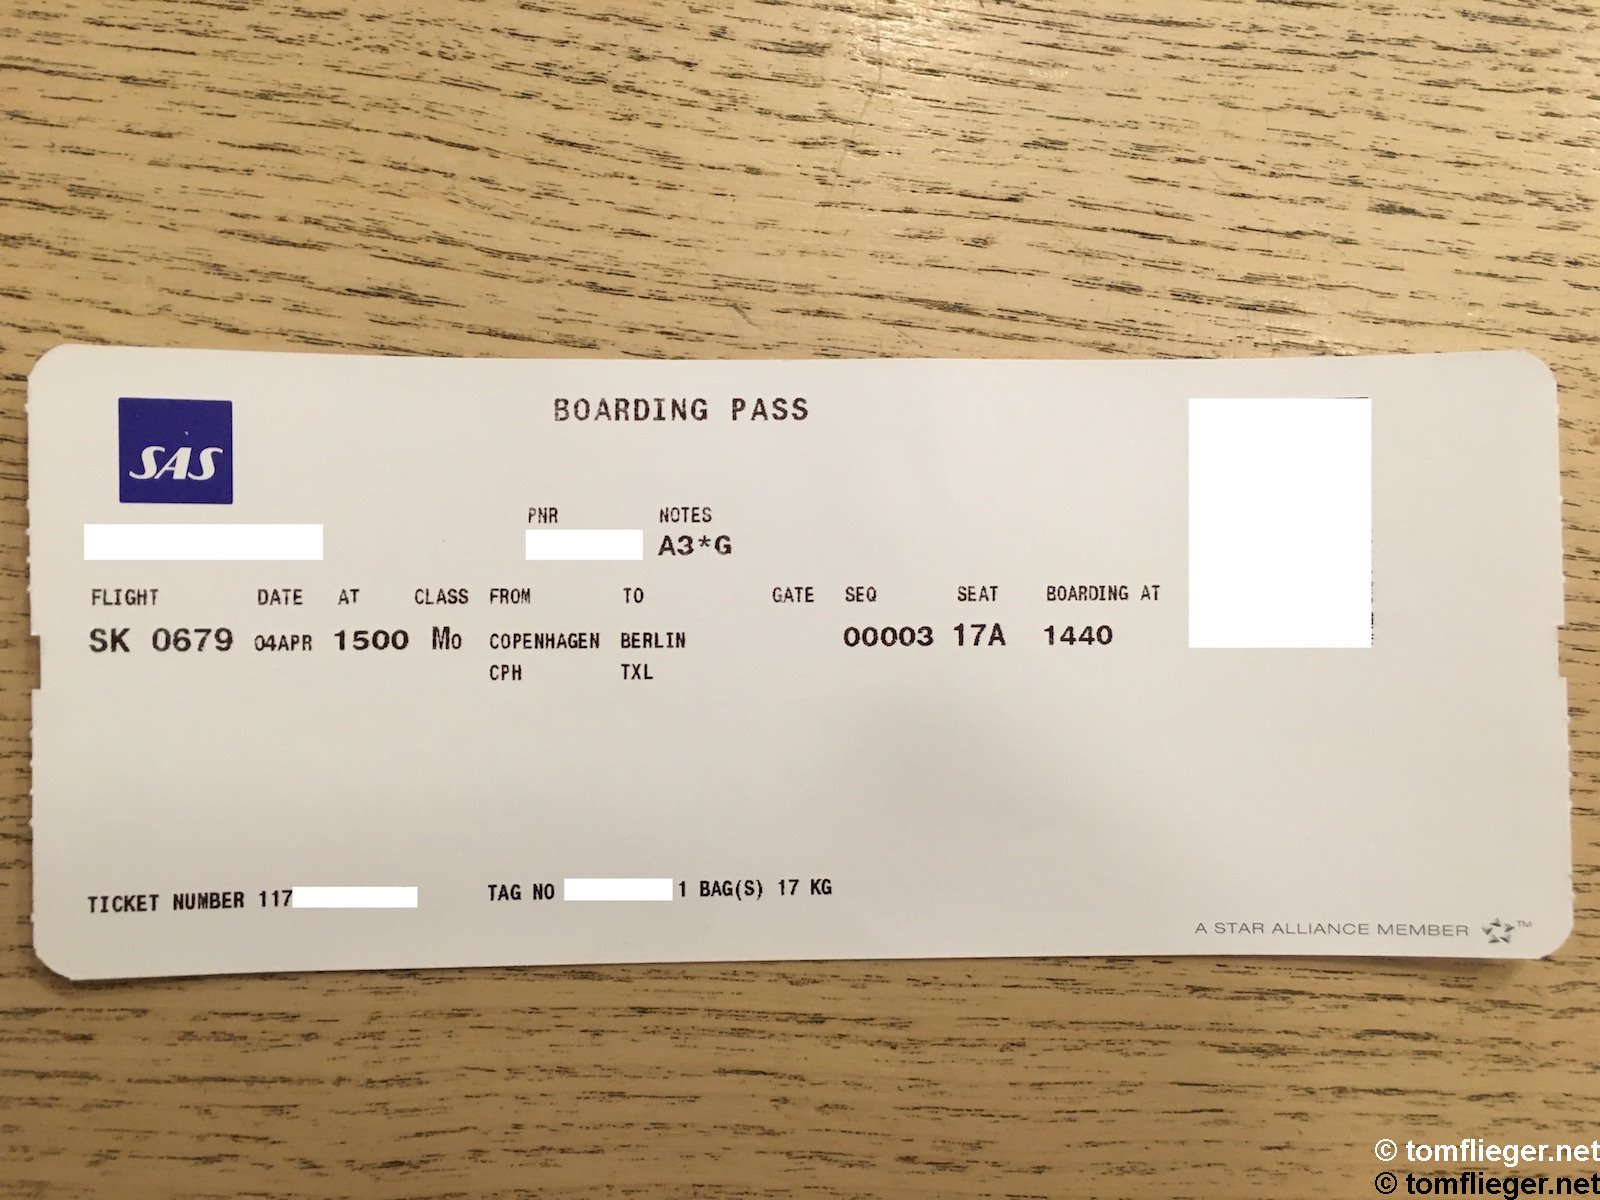 BOARDING PASS
SAS
PNR NOTES
A3*G
FLIGHT DATE AT CLASS FROM TO GATE SEQ SEAT BOARDING AT
SK 0679 04APR 1500 Mo COPENHAGEN BERLIN 00003 17A 1440
CPH TXL
TICKET NUMBER 117 TAG NO 1 BAG(S) 17 KG
A STAR ALLIANCE MEMBER ™
© tomflieger.net
© tomflieger.net